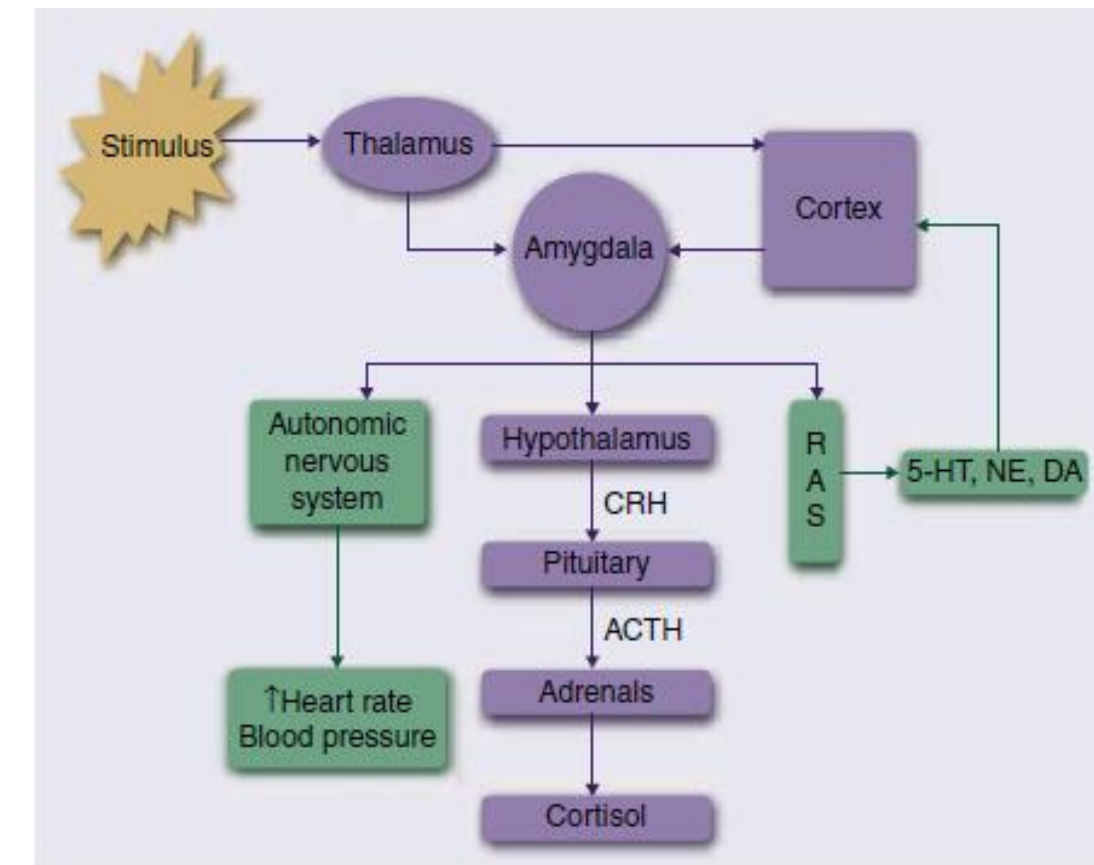 Stimulus
Thalamus
Cortex
Amygdala
Autonomic
nervous
system
Hypothalamus
R
A
S
5-HT, NE, DA
CRH
Pituitary
ACTH
Adrenals
↑Heart rate
Blood pressure
Cortisol